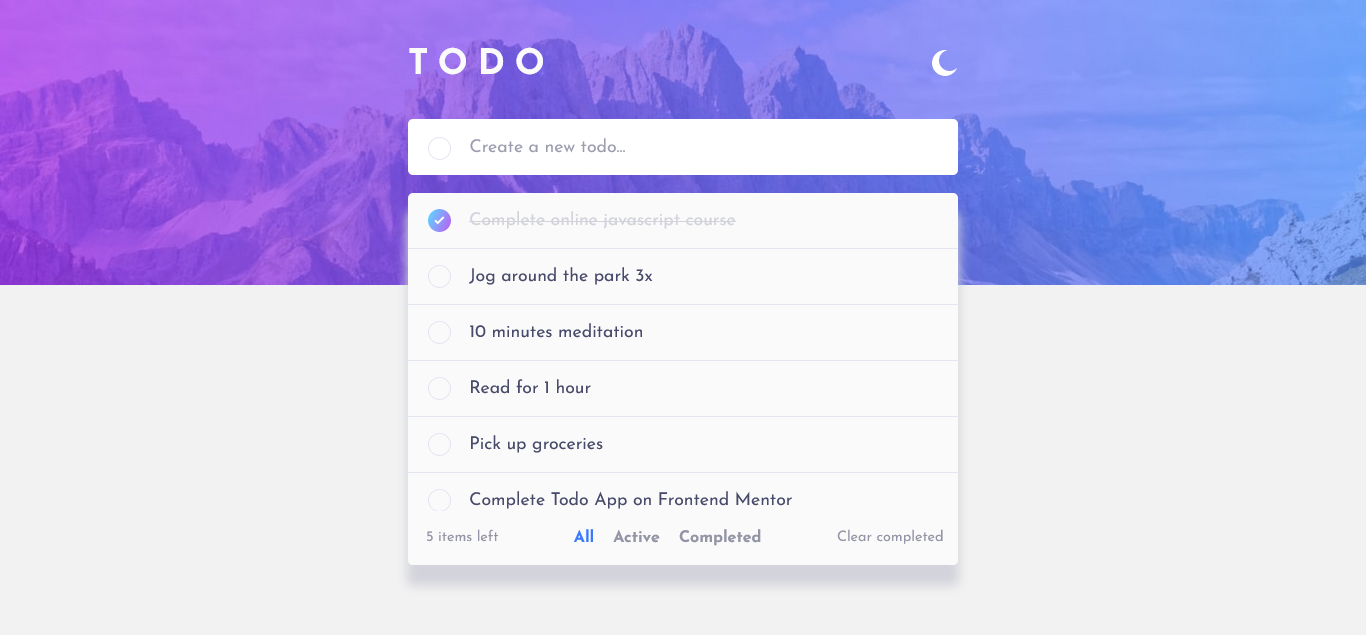 TODO
Create a new todo...
Complete online javascript course
Jog around the park 3x
10 minutes meditation
Read for 1 hour
Pick up groceries
Complete Todo App on Frontend Mentor
5 items left All Active Completed Clear completed